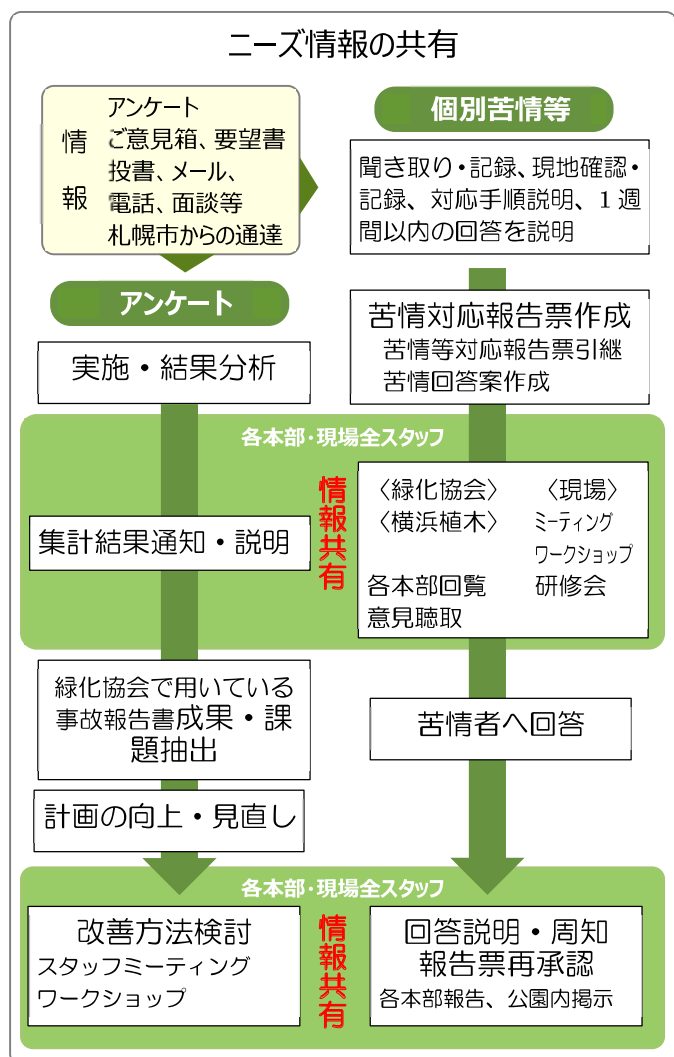 ニーズ情報の共有
情報
アンケート
ご意見箱、要望書
投書、メール、
電話、面談等
札幌市からの通達
個別苦情等
聞き取り・記録、現地確認・
記録、対応手順説明、１週
間以内の回答を説明
アンケート
実施・結果分析
苦情対応報告票作成
苦情等対応報告票引継
苦情回答案作成
各本部・現場全スタッフ
集計結果通知・説明
情報共有
〈緑化協会〉
〈横浜植木〉
各本部回覧
意見聴取
〈現場〉
ミーティング
ワークショップ
研修会
緑化協会で用いている
事故報告書成果・課
題抽出
計画の向上・見直し
苦情者へ回答
各本部・現場全スタッフ
改善方法検討
スタッフミーティング
ワークショップ
情報共有
回答説明・周知
報告票再承認
各本部報告、公園内掲示